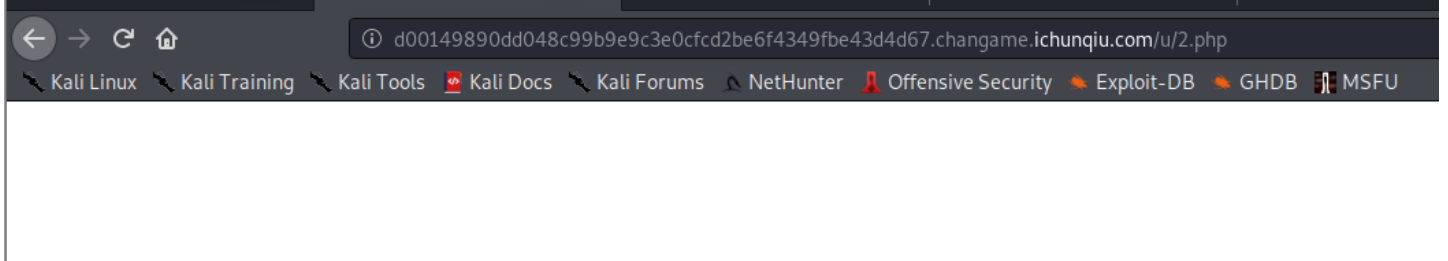 d00149890dd048c99b9e9c3e0cfcd2be6f4349fbe43d4d67.changame.ichunqiu.com/u/2.php
Kali Linux Kali Training Kali Tools Kali Docs Kali Forums NetHunter Offensive Security Exploit-DB GHDB MSFU